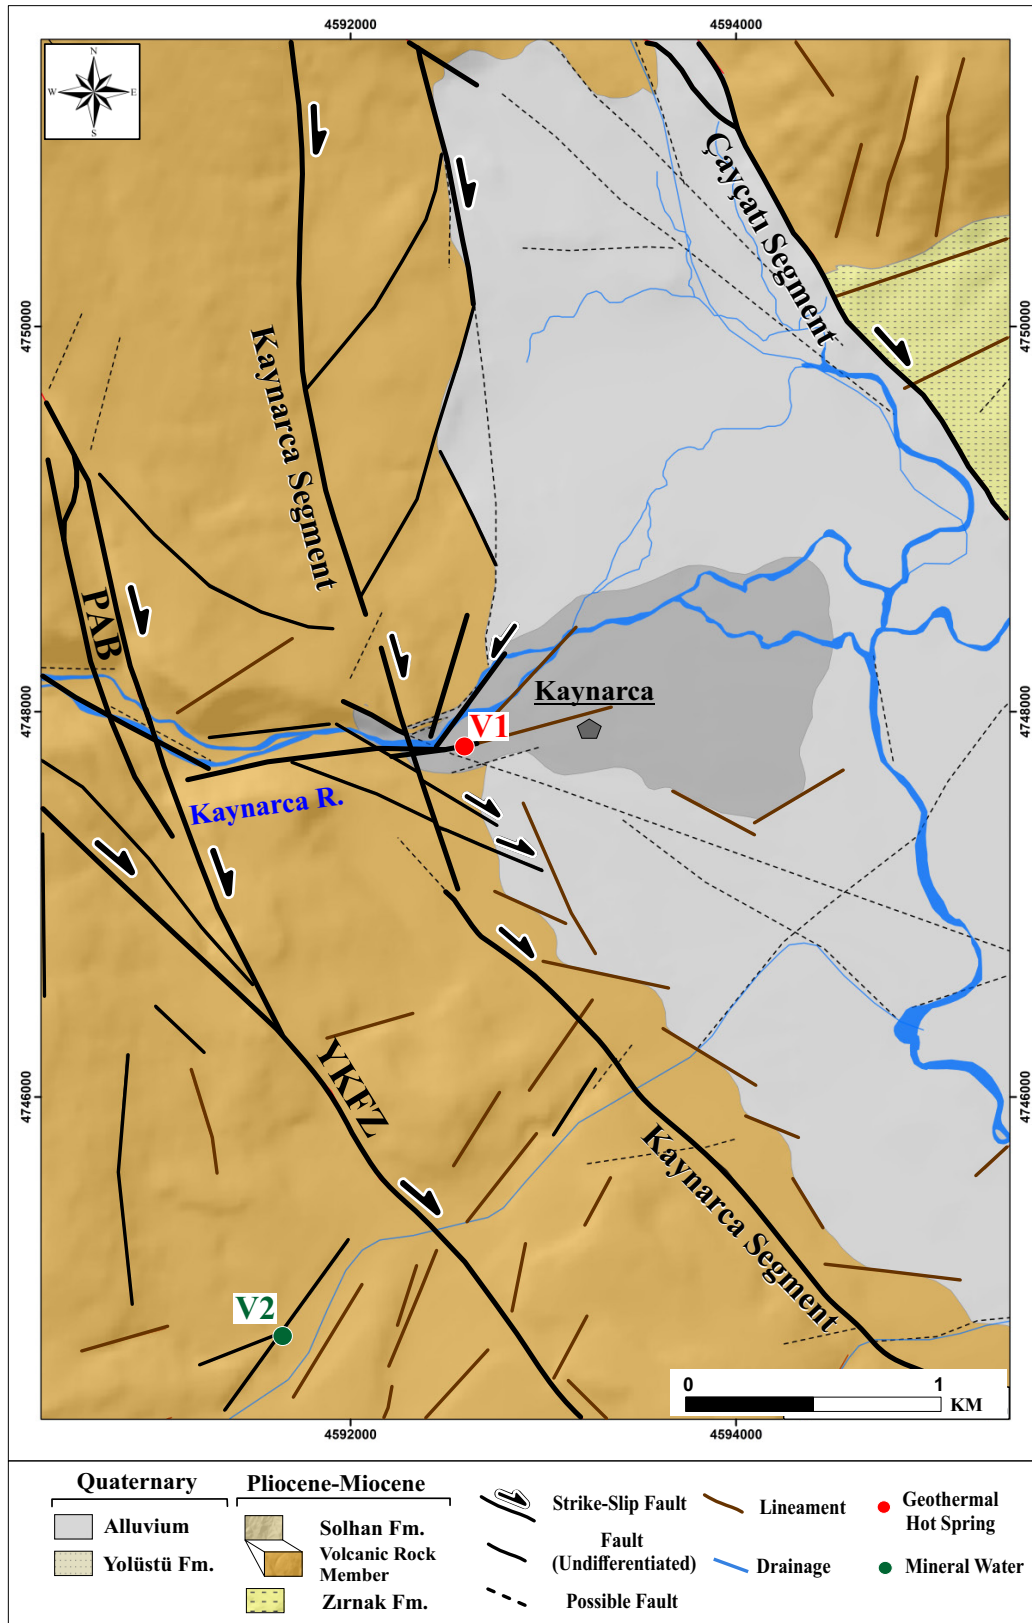 4592000
4594000
N
W
E
S
4750000
4750000
Çayçatı Segment
Kaynarca Segment
PAB
Kaynarca
V1
4748000
4748000
Kaynarca R.
YKFZ
4746000
4746000
Kaynarca Segment
V2
0
1
KM
4592000
4594000
Quaternary
Alluvium
Yolüstü Fm.
Pliocene-Miocene
Solhan Fm.
Volcanic Rock
Member
Zırnak Fm.
Strike-Slip Fault
Fault
(Undifferentiated)
Possible Fault
Lineament
Drainage
Geothermal
Hot Spring
Mineral Water